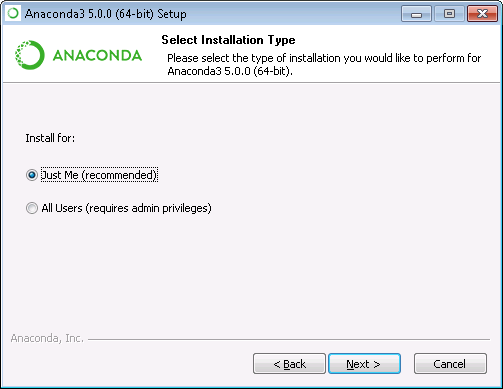 Anaconda3 5.0.0 (64-bit) Setup
ANACONDA
Select Installation Type
Please select the type of installation you would like to perform for
Anaconda3 5.0.0 (64-bit).
Install for:
Just Me (recommended)
All Users (requires admin privileges)
Anaconda, Inc.
< Back
Next >
Cancel